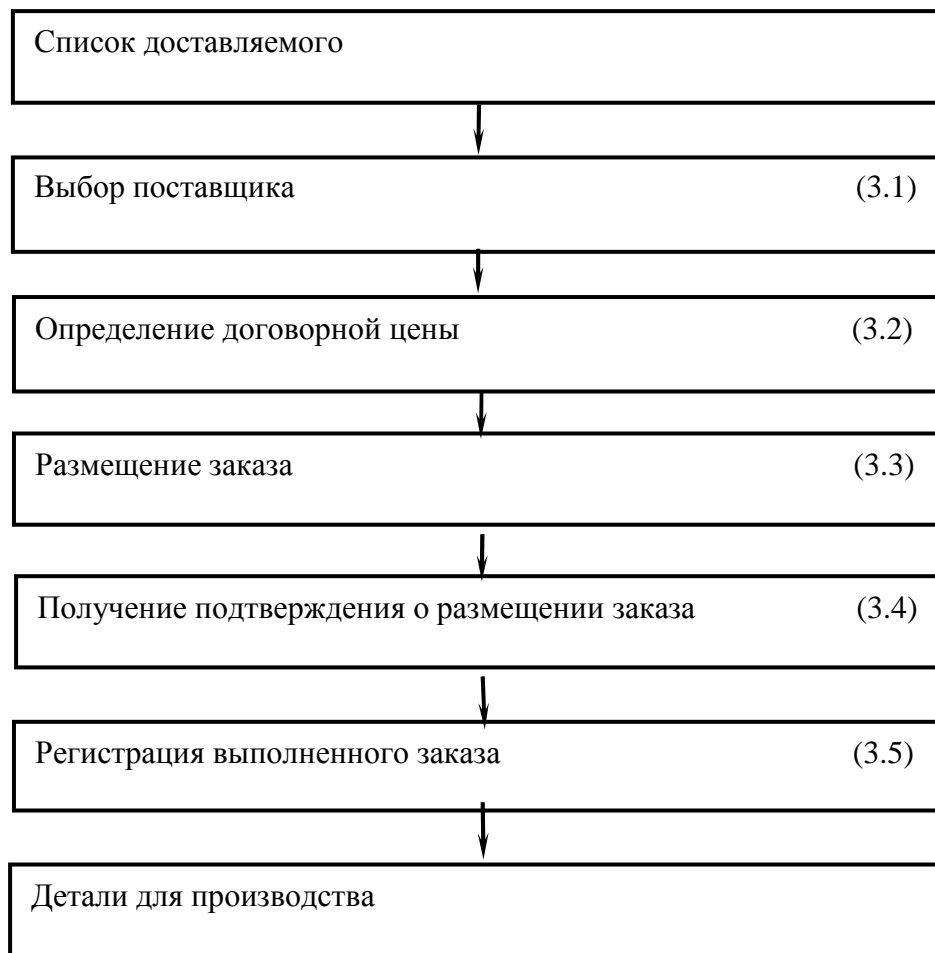 Список доставляемого
Выбор поставщика (3.1)
Определение договорной цены (3.2)
Размещение заказа (3.3)
Получение подтверждения о размещении заказа (3.4)
Регистрация выполненного заказа (3.5)
Детали для производства